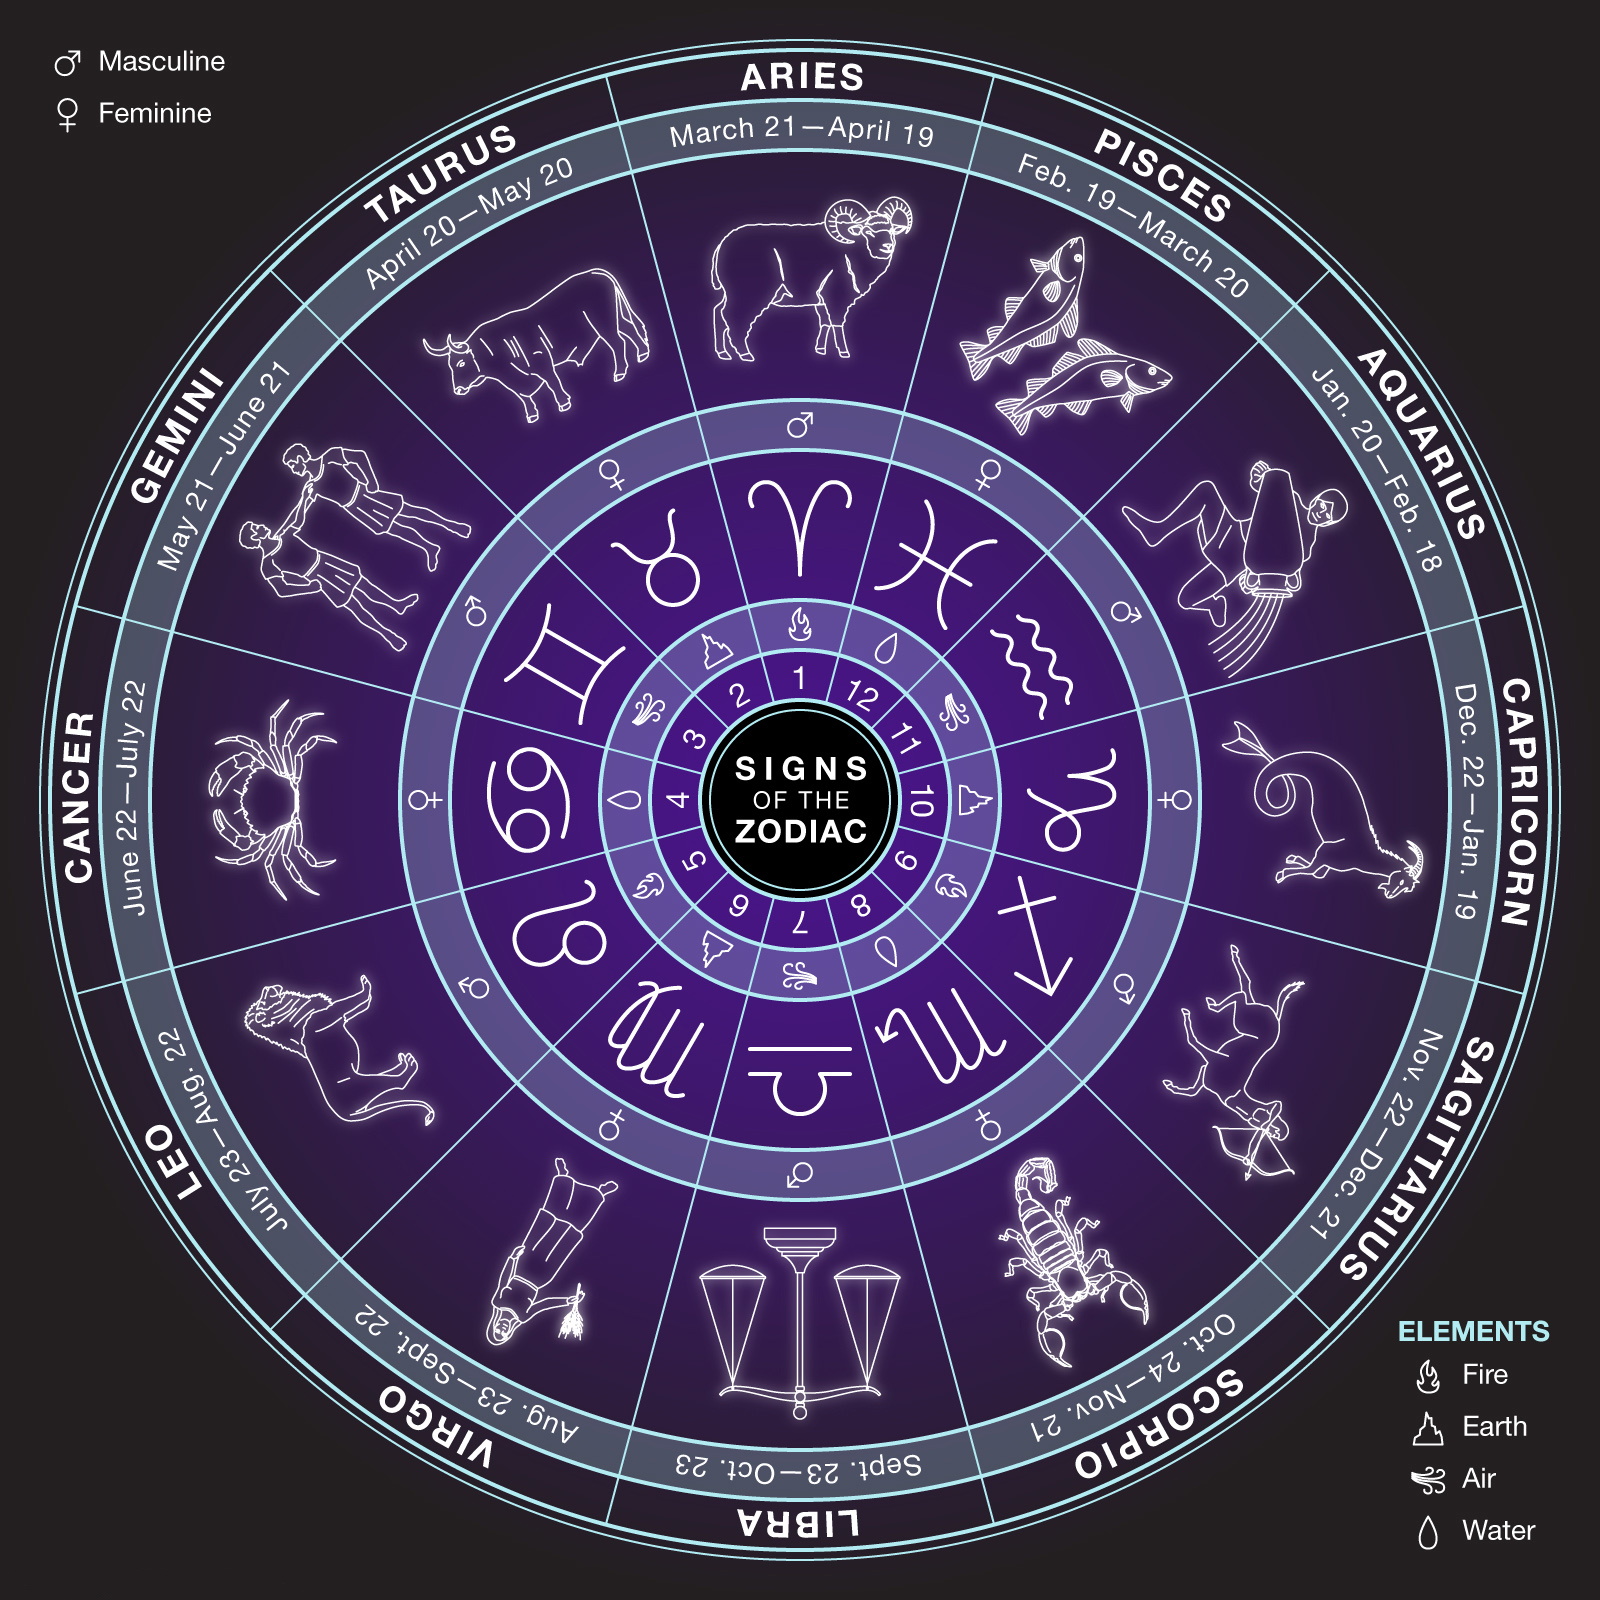 Masculine
Feminine
ARIES
March 21—April 19
TAURUS
April 20—May 20
GEMINI
May 21—June 21
CANCER
June 22—July 22
LEO
July 23—Aug. 22
VIRGO
Aug. 23—Sept. 22
LIBRA
Sept. 23—Oct. 23
SCORPIO
Oct. 24—Nov. 21
SAGITTARIUS
Nov. 22—Dec. 21
CAPRICORN
Dec. 22—Jan. 19
AQUARIUS
Jan. 20—Feb. 18
PISCES
Feb. 19—March 20
1
2
3
4
5
6
7
8
9
10
11
12
SIGNS
OF THE
ZODIAC
ELEMENTS
Fire
Earth
Air
Water